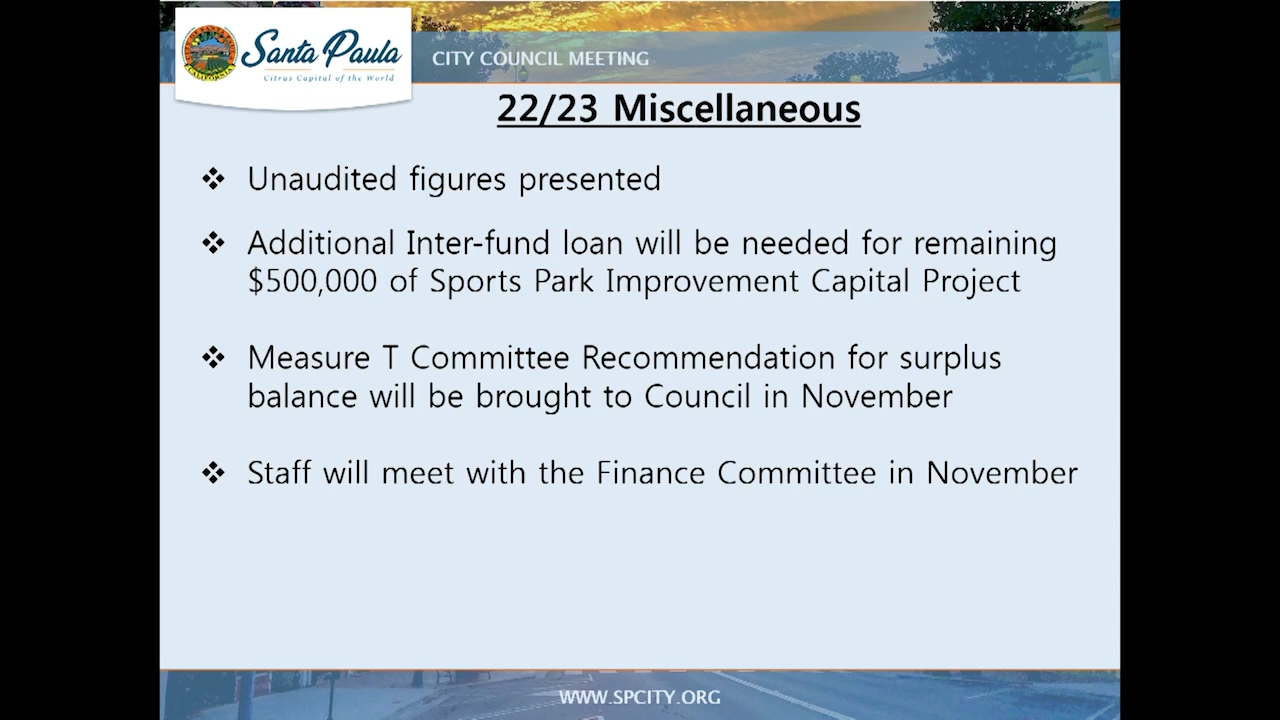 Santa Paula
Citrus Capital of the World
CALIFORNIA
CITY COUNCIL MEETING
22/23 Miscellaneous
❖ Unaudited figures presented
❖ Additional Inter-fund loan will be needed for remaining
$500,000 of Sports Park Improvement Capital Project
❖ Measure T Committee Recommendation for surplus
balance will be brought to Council in November
❖ Staff will meet with the Finance Committee in November
WWW.SPCITY.ORG